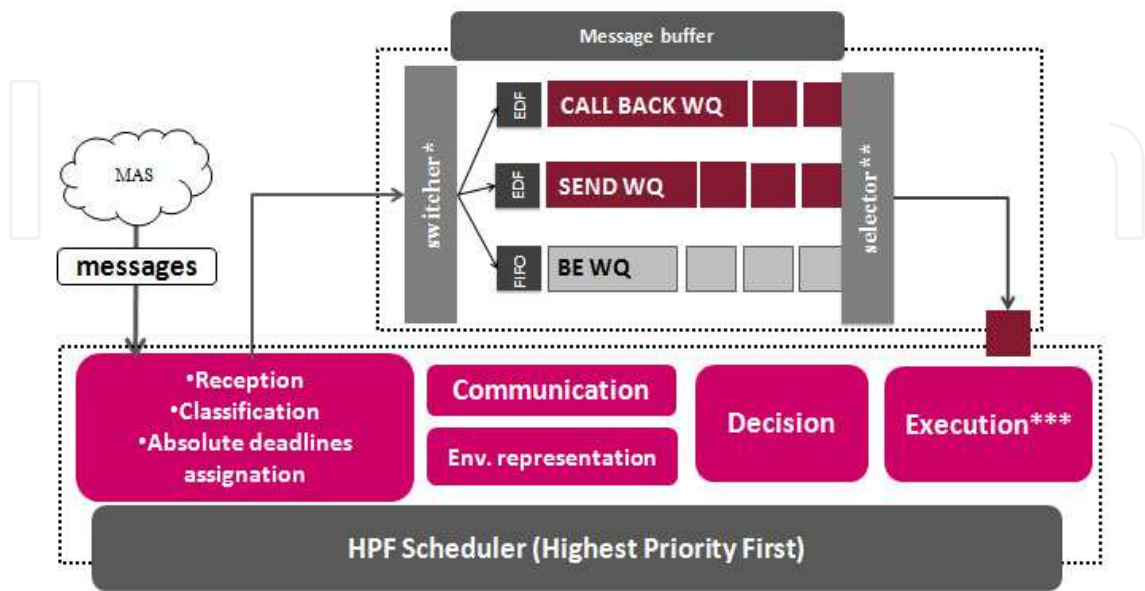 Message buffer
MAS
messages
switcher*
EDF
CALL BACK WQ
EDF
SEND WQ
FIFO
BE WQ
selector**
•Reception
•Classification
•Absolute deadlines
assignation
Communication
Env. representation
Decision
Execution***
HPF Scheduler (Highest Priority First)